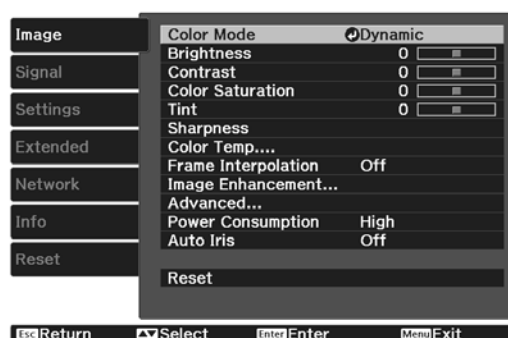 Image
Signal
Settings
Extended
Network
Info
Reset
Color Mode Dynamic
Brightness 0
Contrast 0
Color Saturation 0
Tint 0
Sharpness
Color Temp....
Frame Interpolation Off
Image Enhancement...
Advanced...
Power Consumption High
Auto Iris Off
Reset
Esc Return Select Enter Enter Menu Exit